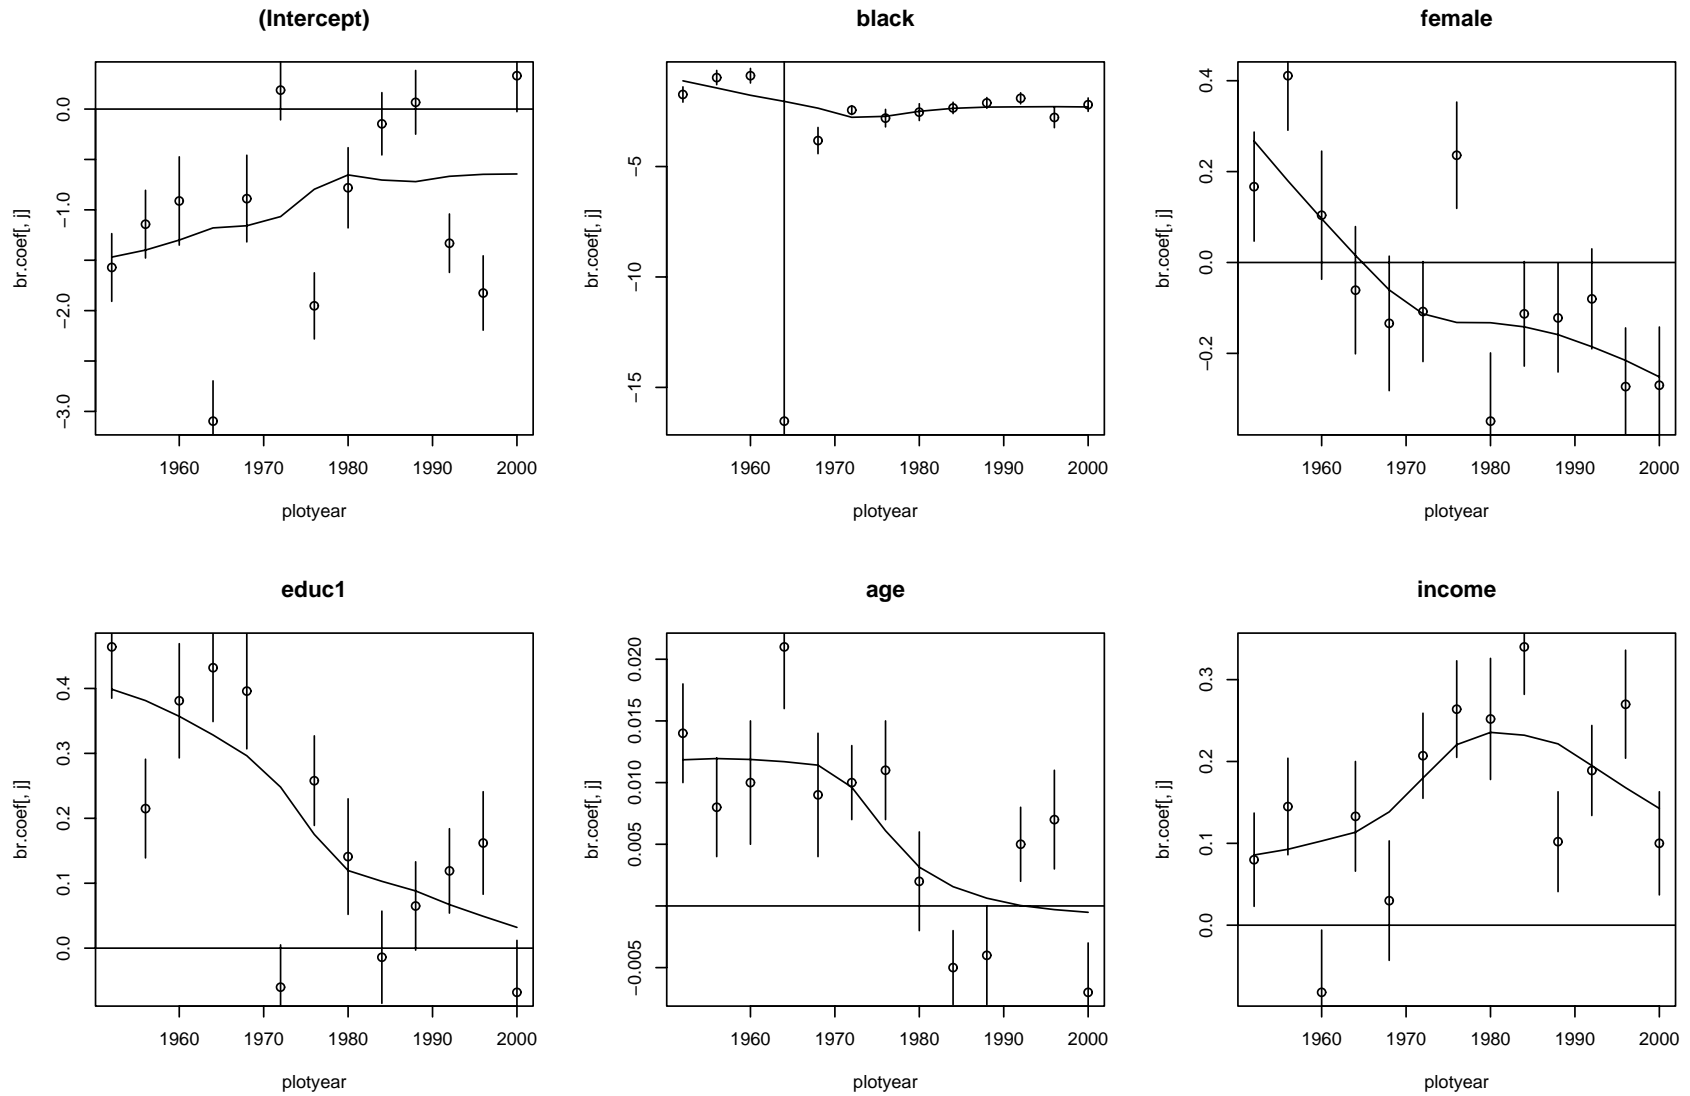 (Intercept)
black
female
br.coef[, j]
0.0
−1.0
−2.0
−3.0
1960 1970 1980 1990 2000
plotyear
br.coef[, j]
−5
−10
−15
1960 1970 1980 1990 2000
plotyear
br.coef[, j]
0.4
0.2
0.0
−0.2
1960 1970 1980 1990 2000
plotyear
educ1
age
income
br.coef[, j]
0.4
0.3
0.2
0.1
0.0
1960 1970 1980 1990 2000
plotyear
br.coef[, j]
0.020
0.015
0.010
0.005
−0.005
1960 1970 1980 1990 2000
plotyear
br.coef[, j]
0.3
0.2
0.1
0.0
1960 1970 1980 1990 2000
plotyear